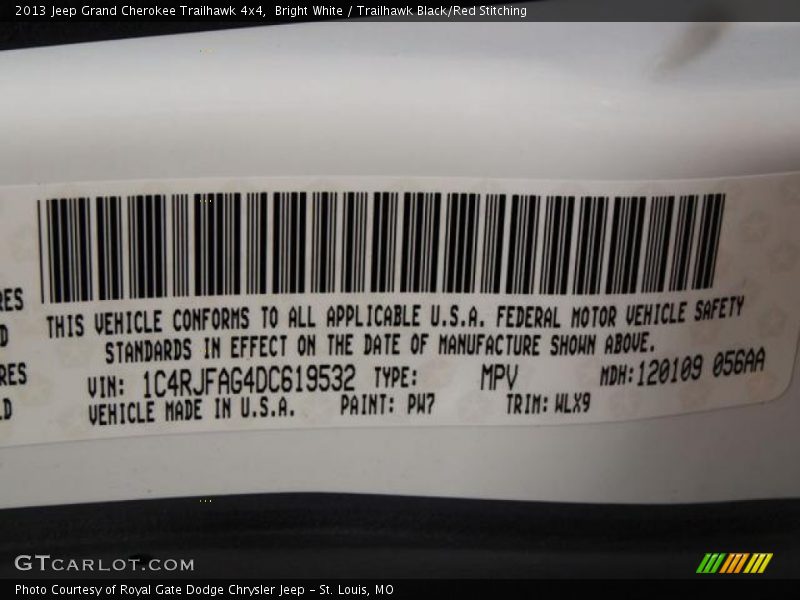 2013 Jeep Grand Cherokee Trailhawk 4x4, Bright White / Trailhawk Black/Red Stitching
THIS VEHICLE CONFORMS TO ALL APPLICABLE U.S.A. FEDERAL MOTOR VEHICLE SAFETY
STANDARDS IN EFFECT ON THE DATE OF MANUFACTURE SHOWN ABOVE.
VIN: 1C4RJFAG4DC619532 TYPE: MPV MDH: 120109 056AA
VEHICLE MADE IN U.S.A. PAINT: PW7 TRIM: WLX9
GTCARLOT.COM
Photo Courtesy of Royal Gate Dodge Chrysler Jeep - St. Louis, MO